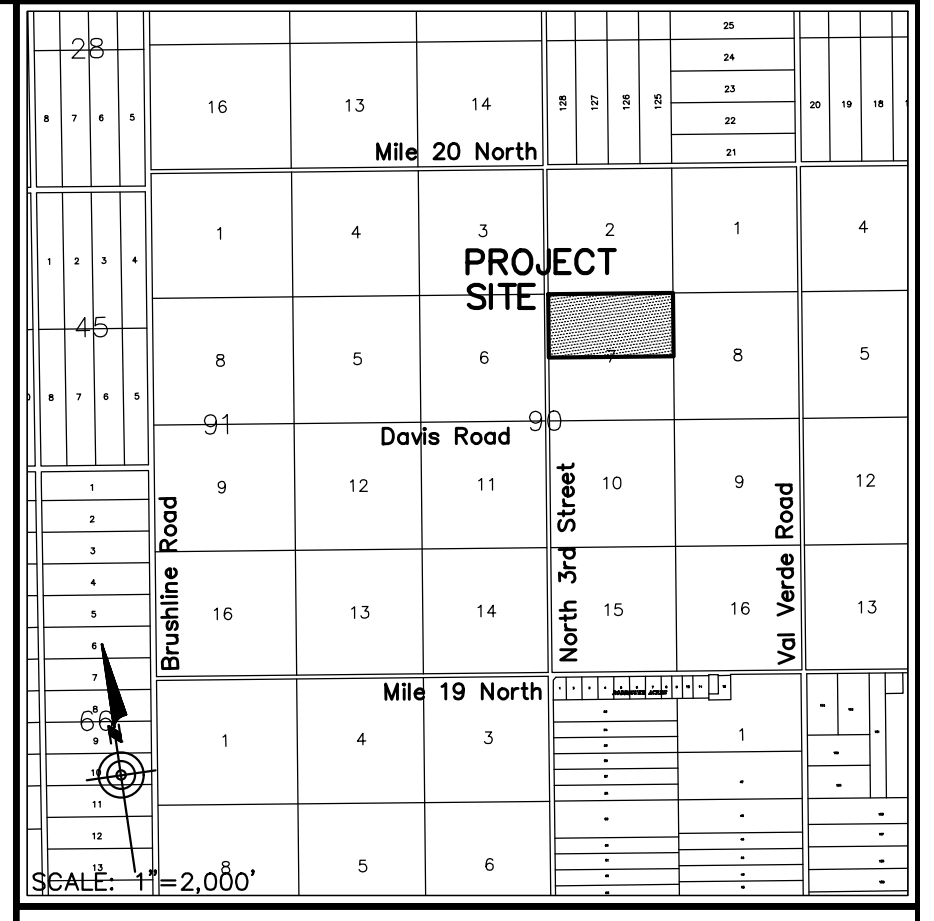 25
28
24
16 13 14 128 127 126 125 23 20 19 18
8 7 6 5
22
Mile 20 North
21
1 4 3 2 1 4
PROJECT
SITE
1 2 3 4
45
8 5 6 7 8 5
8 7 6 5
91 90
Davis Road
9 12 11 10 9 12
1
2
3
4
5
6
7
8
66
9
10
11
12
13
Brushline Road
North 3rd Street
Val Verde Road
16 13 14 15 16 13
Mile 19 North
1 4 3 1
N
8 5 6
SCALE: 1"=2,000'